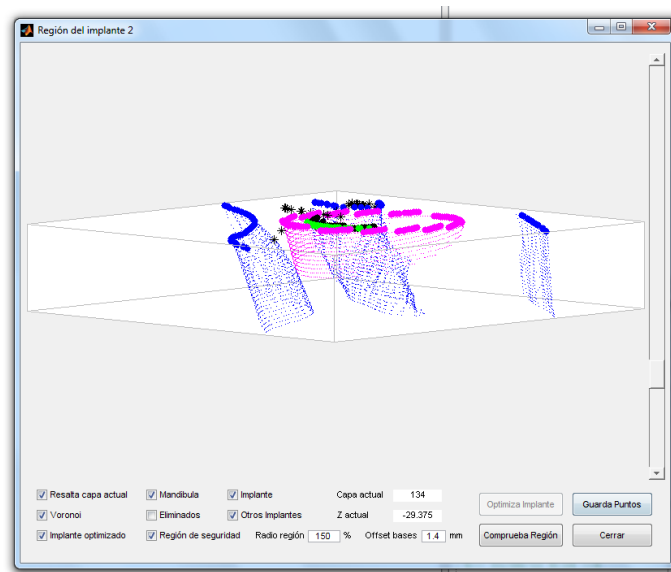 Región del implante 2
Resalta capa actual Mandibula Implante Capa actual 134
Voronoi Eliminados Otros Implantes Z actual -29.375 Optimiza Implante Guarda Puntos
Implante optimizado Región de seguridad Radio región 150 % Offset bases 1.4 mm Comprueba Región Cerrar